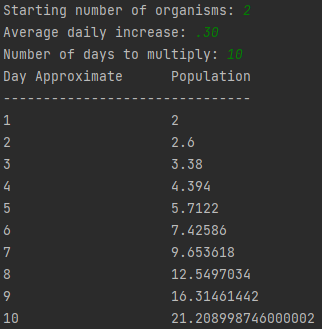 Starting number of organisms: 2
Average daily increase: .30
Number of days to multiply: 10
Day Approximate      Population
-------------------------------
1                    2
2                    2.6
3                    3.38
4                    4.394
5                    5.7122
6                    7.42586
7                    9.653618
8                    12.5497034
9                    16.31461442
10                   21.208998746000002